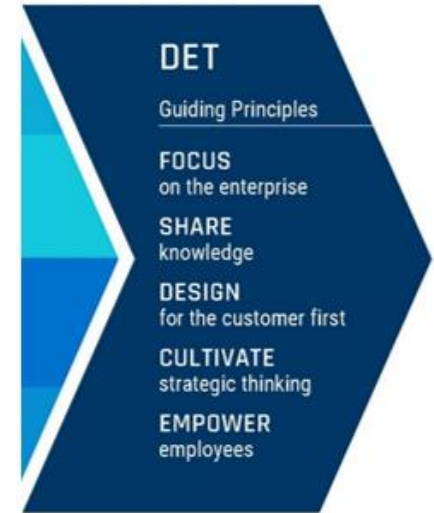 DET
Guiding Principles
FOCUS
on the enterprise
SHARE
knowledge
DESIGN
for the customer first
CULTIVATE
strategic thinking
EMPOWER
employees